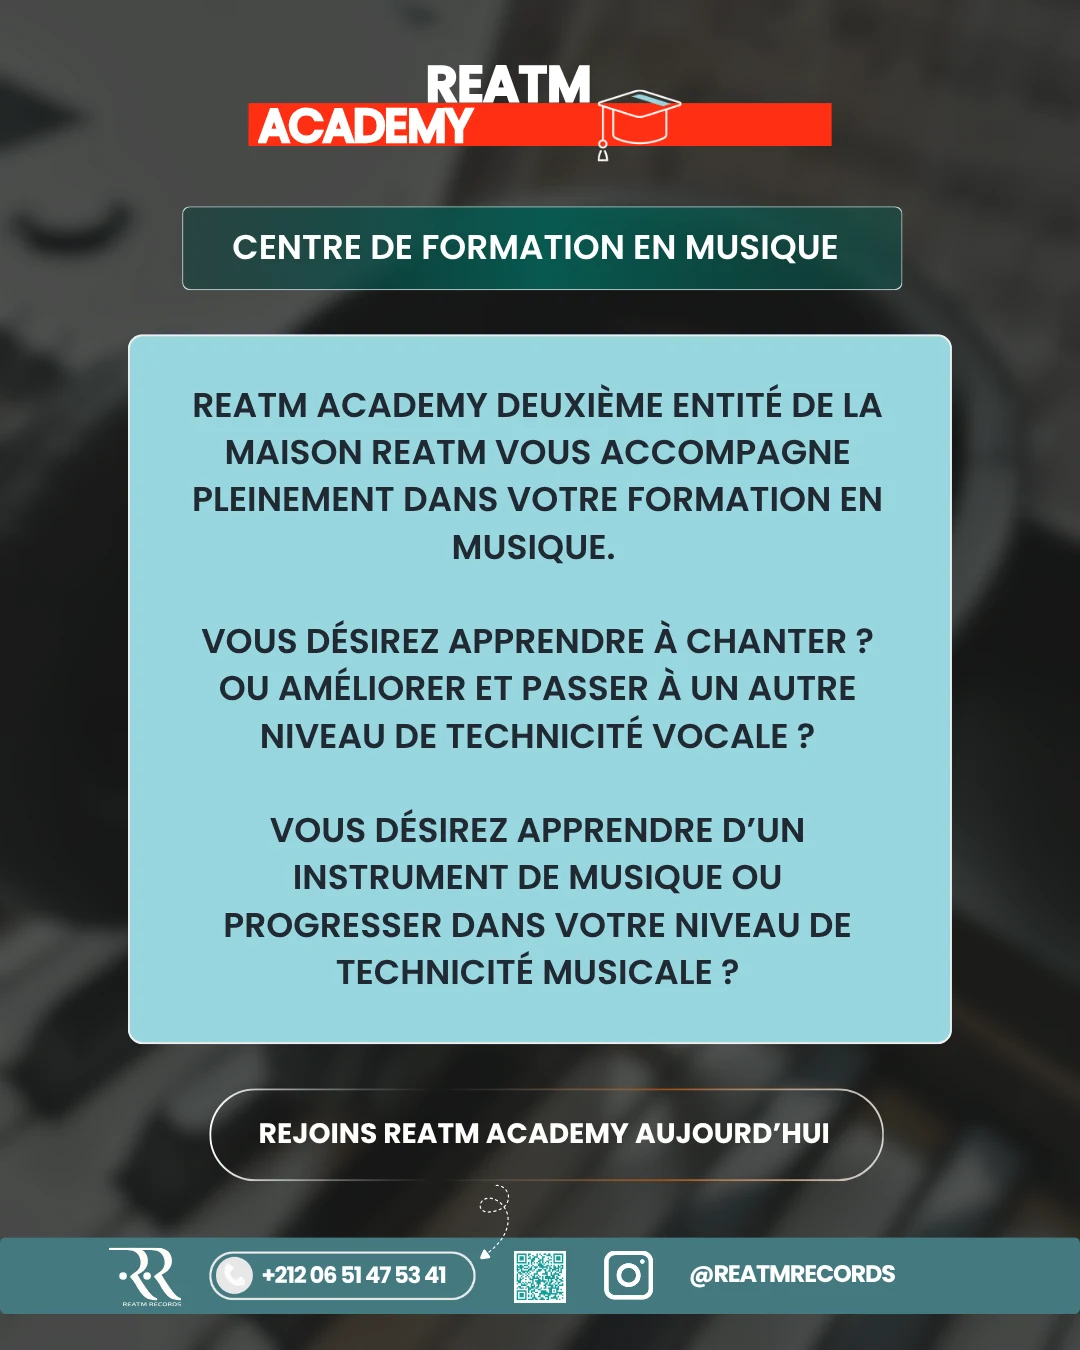 REATM
ACADEMY
CENTRE DE FORMATION EN MUSIQUE
REATM ACADEMY DEUXIÈME ENTITÉ DE LA
MAISON REATM VOUS ACCOMPAGNE
PLEINEMENT DANS VOTRE FORMATION EN
MUSIQUE.
VOUS DÉSIREZ APPRENDRE À CHANTER ?
OU AMÉLIORER ET PASSER À UN AUTRE
NIVEAU DE TECHNICITÉ VOCALE ?
VOUS DÉSIREZ APPRENDRE D’UN
INSTRUMENT DE MUSIQUE OU
PROGRESSER DANS VOTRE NIVEAU DE
TECHNICITÉ MUSICALE ?
REJOINS REATM ACADEMY AUJOURD’HUI
RR
REATM RECORDS
+212 06 51 47 53 41
@REATMRECORDS